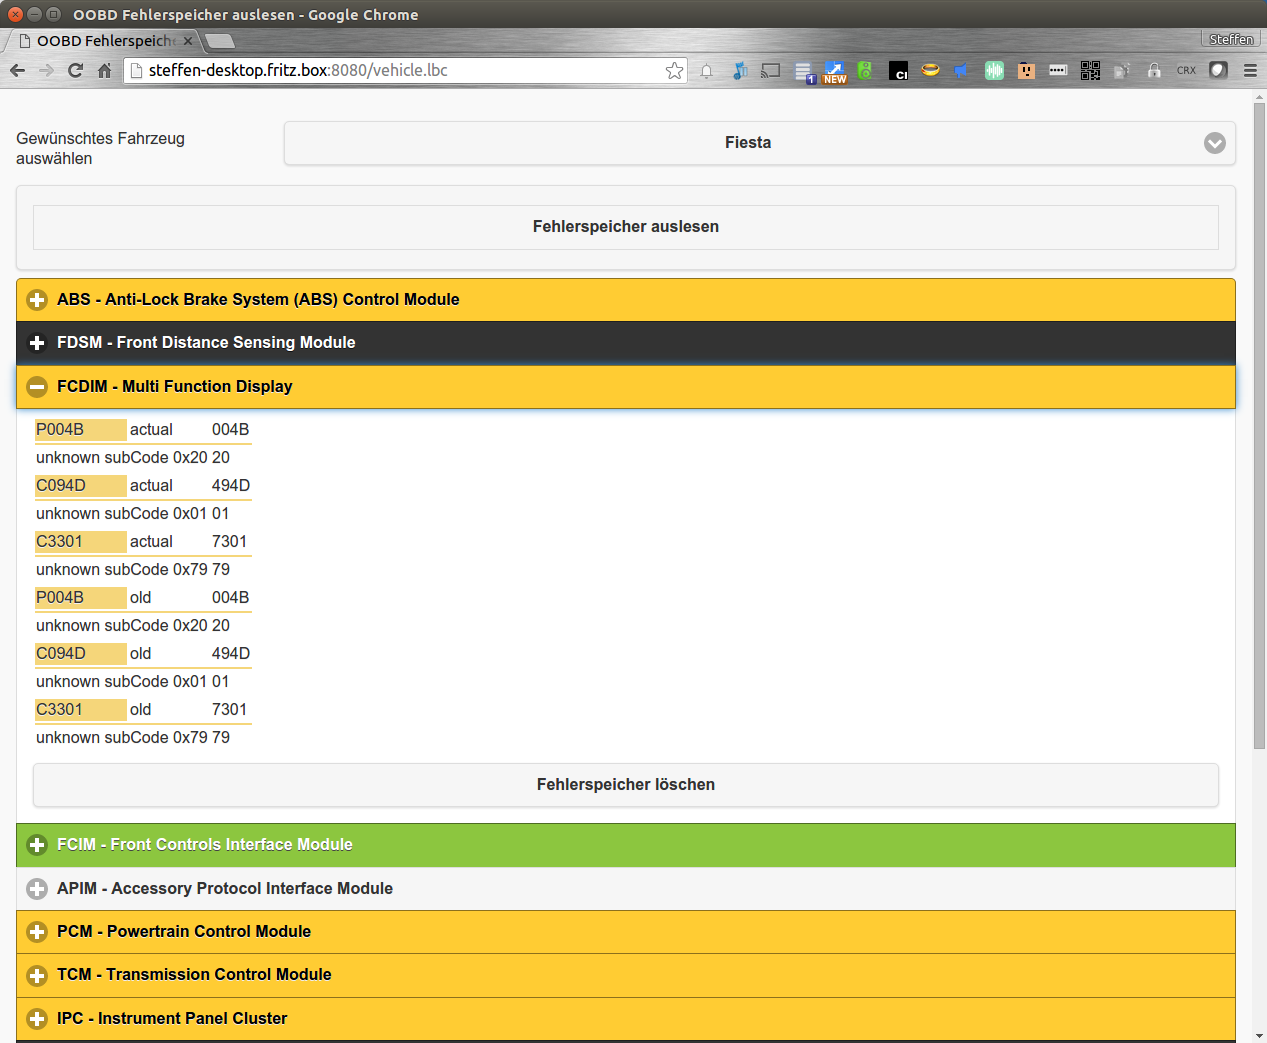 OOBD Fehlerspeicher auslesen - Google Chrome
OOBD Fehlerspeich
Steffen
steffen-desktop.fritz.box:8080/vehicle.lbc
1
NEW
CI
CRX
Gewünschtes Fahrzeug
auswählen
Fiesta
Fehlerspeicher auslesen
ABS - Anti-Lock Brake System (ABS) Control Module
FDSM - Front Distance Sensing Module
FCDIM - Multi Function Display
P004B actual 004B
unknown subCode 0x20 20
C094D actual 494D
unknown subCode 0x01 01
C3301 actual 7301
unknown subCode 0x79 79
P004B old 004B
unknown subCode 0x20 20
C094D old 494D
unknown subCode 0x01 01
C3301 old 7301
unknown subCode 0x79 79
Fehlerspeicher löschen
FCIM - Front Controls Interface Module
APIM - Accessory Protocol Interface Module
PCM - Powertrain Control Module
TCM - Transmission Control Module
IPC - Instrument Panel Cluster